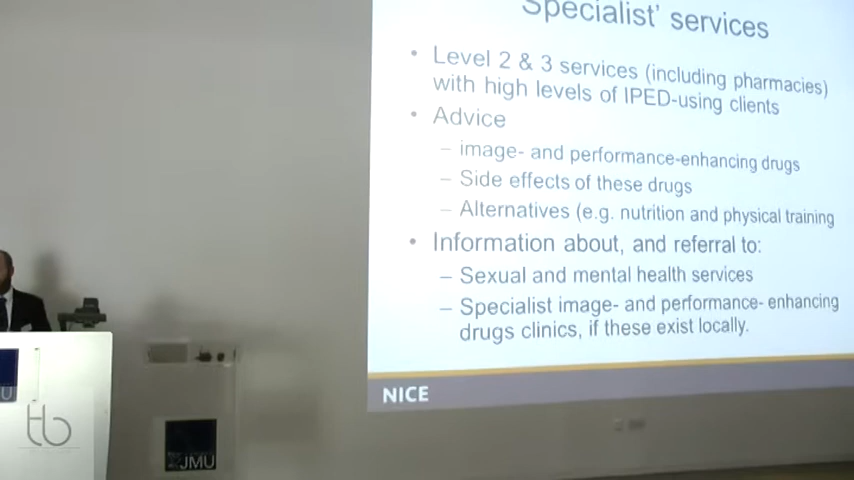 Specialist' services
• Level 2 & 3 services (including pharmacies)
with high levels of IPED-using clients
• Advice
– image- and performance-enhancing drugs
– Side effects of these drugs
– Alternatives (e.g. nutrition and physical training
• Information about, and referral to:
– Sexual and mental health services
– Specialist image- and performance- enhancing
drugs clinics, if these exist locally.
NICE
U
tb
JMU